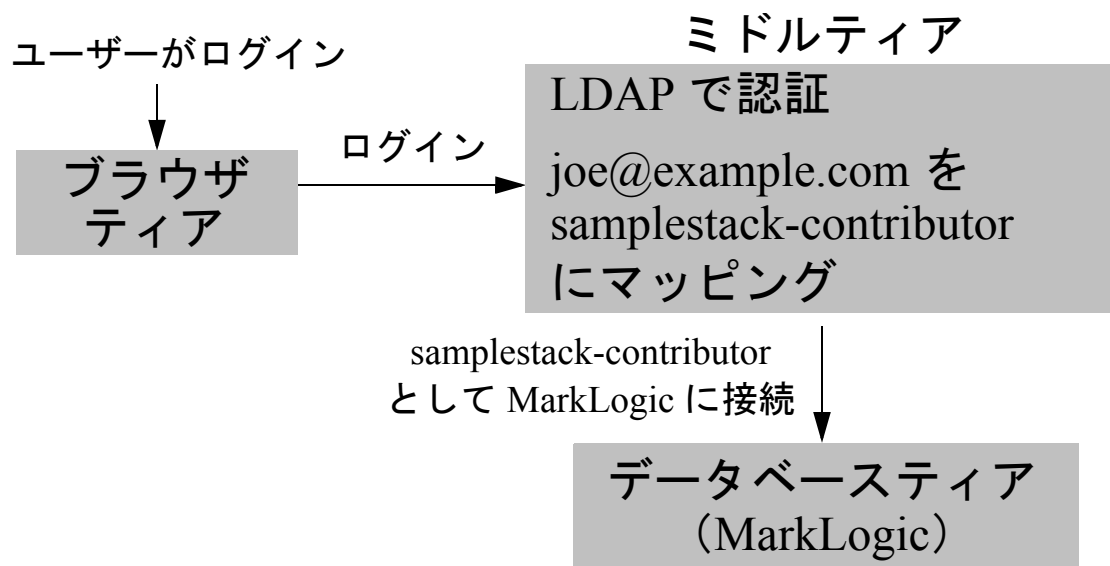 ユーザーがログイン
ブラウザ
ティア
ログイン
ミドルティア
LDAP で認証
joe@example.com を
samplestack-contributor
にマッピング
samplestack-contributor
として MarkLogic に接続
データベースティア
（MarkLogic）